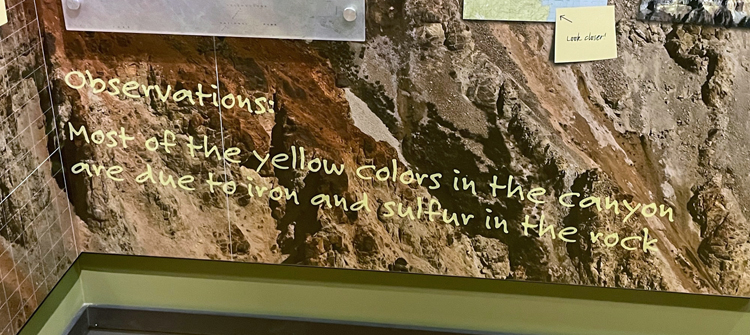 Look closer!
Observations:
Most of the yellow colors in the canyon
are due to iron and sulfur in the rock